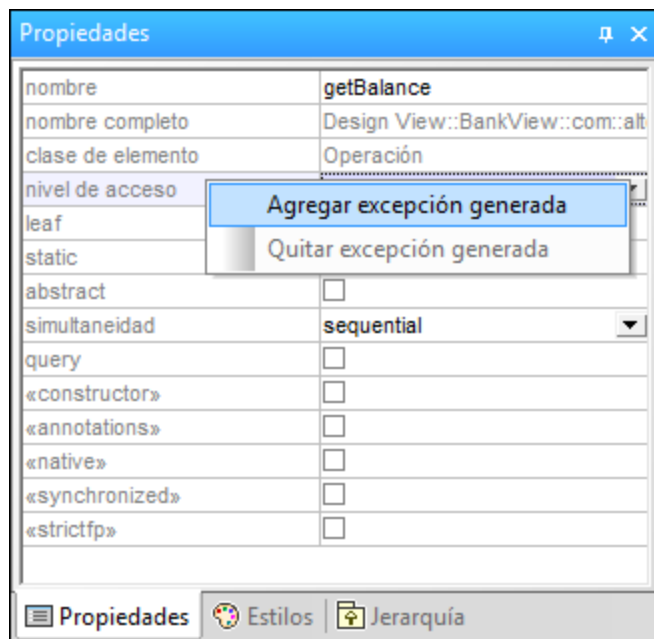 Propiedades
nombre getBalance
nombre completo Design View::BankView::com::alt
clase de elemento Operación
nivel de acceso
Agregar excepción generada
leaf
Quitar excepción generada
static
abstract
simultaneidad sequential
query
«constructor»
«annotations»
«native»
«synchronized»
«strictfp»
Propiedades Estilos Jerarquía